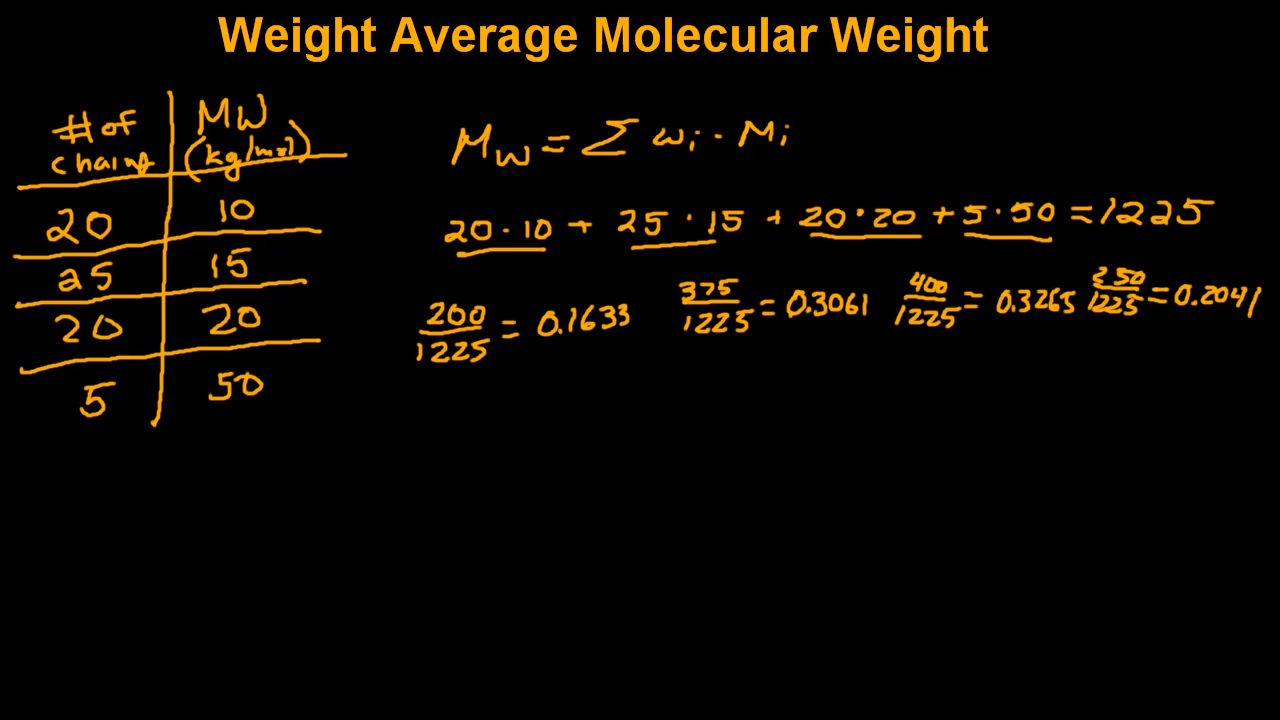 Weight Average Molecular Weight
# of chains MW (kg/mol)
20 10
25 15
20 20
5 50
Mw = Σ wi · Mi
20 · 10 + 25 · 15 + 20 · 20 + 5 · 50 = 1225
200/1225 = 0.1633 375/1225 = 0.3061 400/1225 = 0.3265 250/1225 = 0.2041